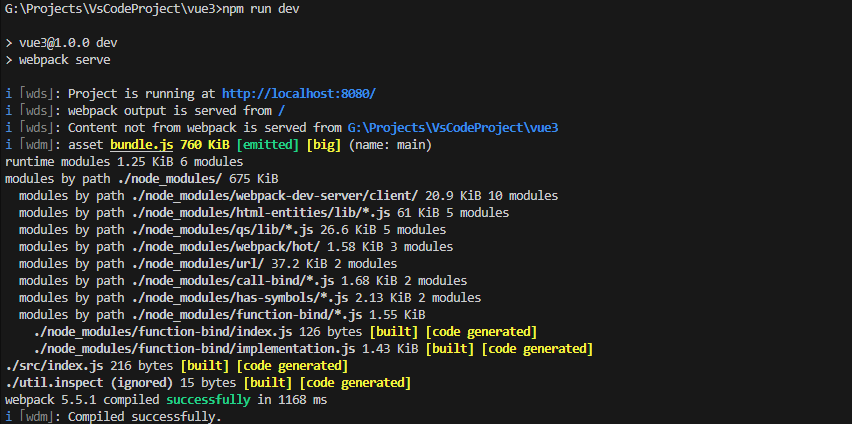 G:\Projects\VsCodeProject\vue3>npm run dev
> vue3@1.0.0 dev
> webpack serve
i ｢wds｣: Project is running at http://localhost:8080/
i ｢wds｣: webpack output is served from /
i ｢wds｣: Content not from webpack is served from G:\Projects\VsCodeProject\vue3
i ｢wdm｣: asset bundle.js 760 KiB [emitted] [big] (name: main)
runtime modules 1.25 KiB 6 modules
modules by path ./node_modules/ 675 KiB
  modules by path ./node_modules/webpack-dev-server/client/ 20.9 KiB 10 modules
  modules by path ./node_modules/html-entities/lib/*.js 61 KiB 5 modules
  modules by path ./node_modules/qs/lib/*.js 26.6 KiB 5 modules
  modules by path ./node_modules/webpack/hot/ 1.58 KiB 3 modules
  modules by path ./node_modules/url/ 37.2 KiB 2 modules
  modules by path ./node_modules/call-bind/*.js 1.68 KiB 2 modules
  modules by path ./node_modules/has-symbols/*.js 2.13 KiB 2 modules
  modules by path ./node_modules/function-bind/*.js 1.55 KiB
    ./node_modules/function-bind/index.js 126 bytes [built] [code generated]
    ./node_modules/function-bind/implementation.js 1.43 KiB [built] [code generated]
./src/index.js 216 bytes [built] [code generated]
./util.inspect (ignored) 15 bytes [built] [code generated]
webpack 5.5.1 compiled successfully in 1168 ms
i ｢wdm｣: Compiled successfully.